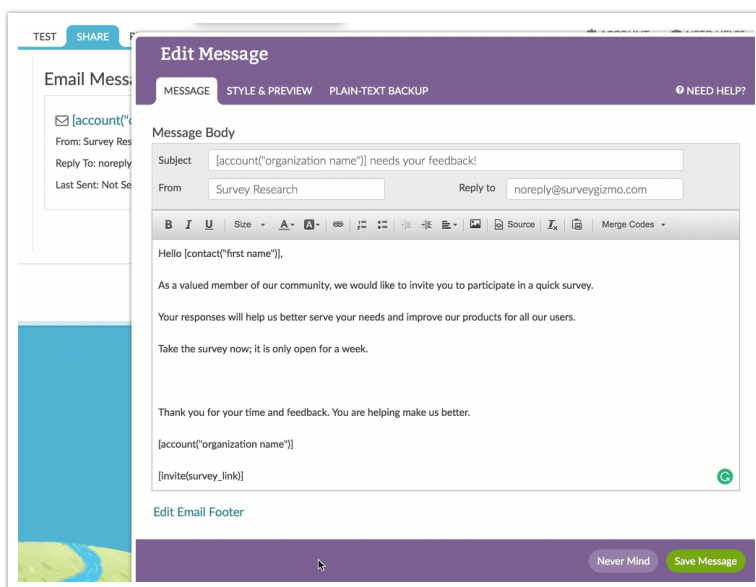 TEST SHARE
ACCOUNT NEED HELP?
Email Messa
[account("o
From: Survey Res
Reply To: noreply
Last Sent: Not Se
Edit Message
MESSAGE STYLE & PREVIEW PLAIN-TEXT BACKUP NEED HELP?
Message Body
Subject [account("organization name")] needs your feedback!
From Survey Research Reply to noreply@surveygizmo.com
B I U Size A A Source Tx Merge Codes
Hello [contact("first name")],
As a valued member of our community, we would like to invite you to participate in a quick survey.
Your responses will help us better serve your needs and improve our products for all our users.
Take the survey now; it is only open for a week.
Thank you for your time and feedback. You are helping make us better.
[account("organization name")]
[invite(survey_link)]
Edit Email Footer
Never Mind Save Message